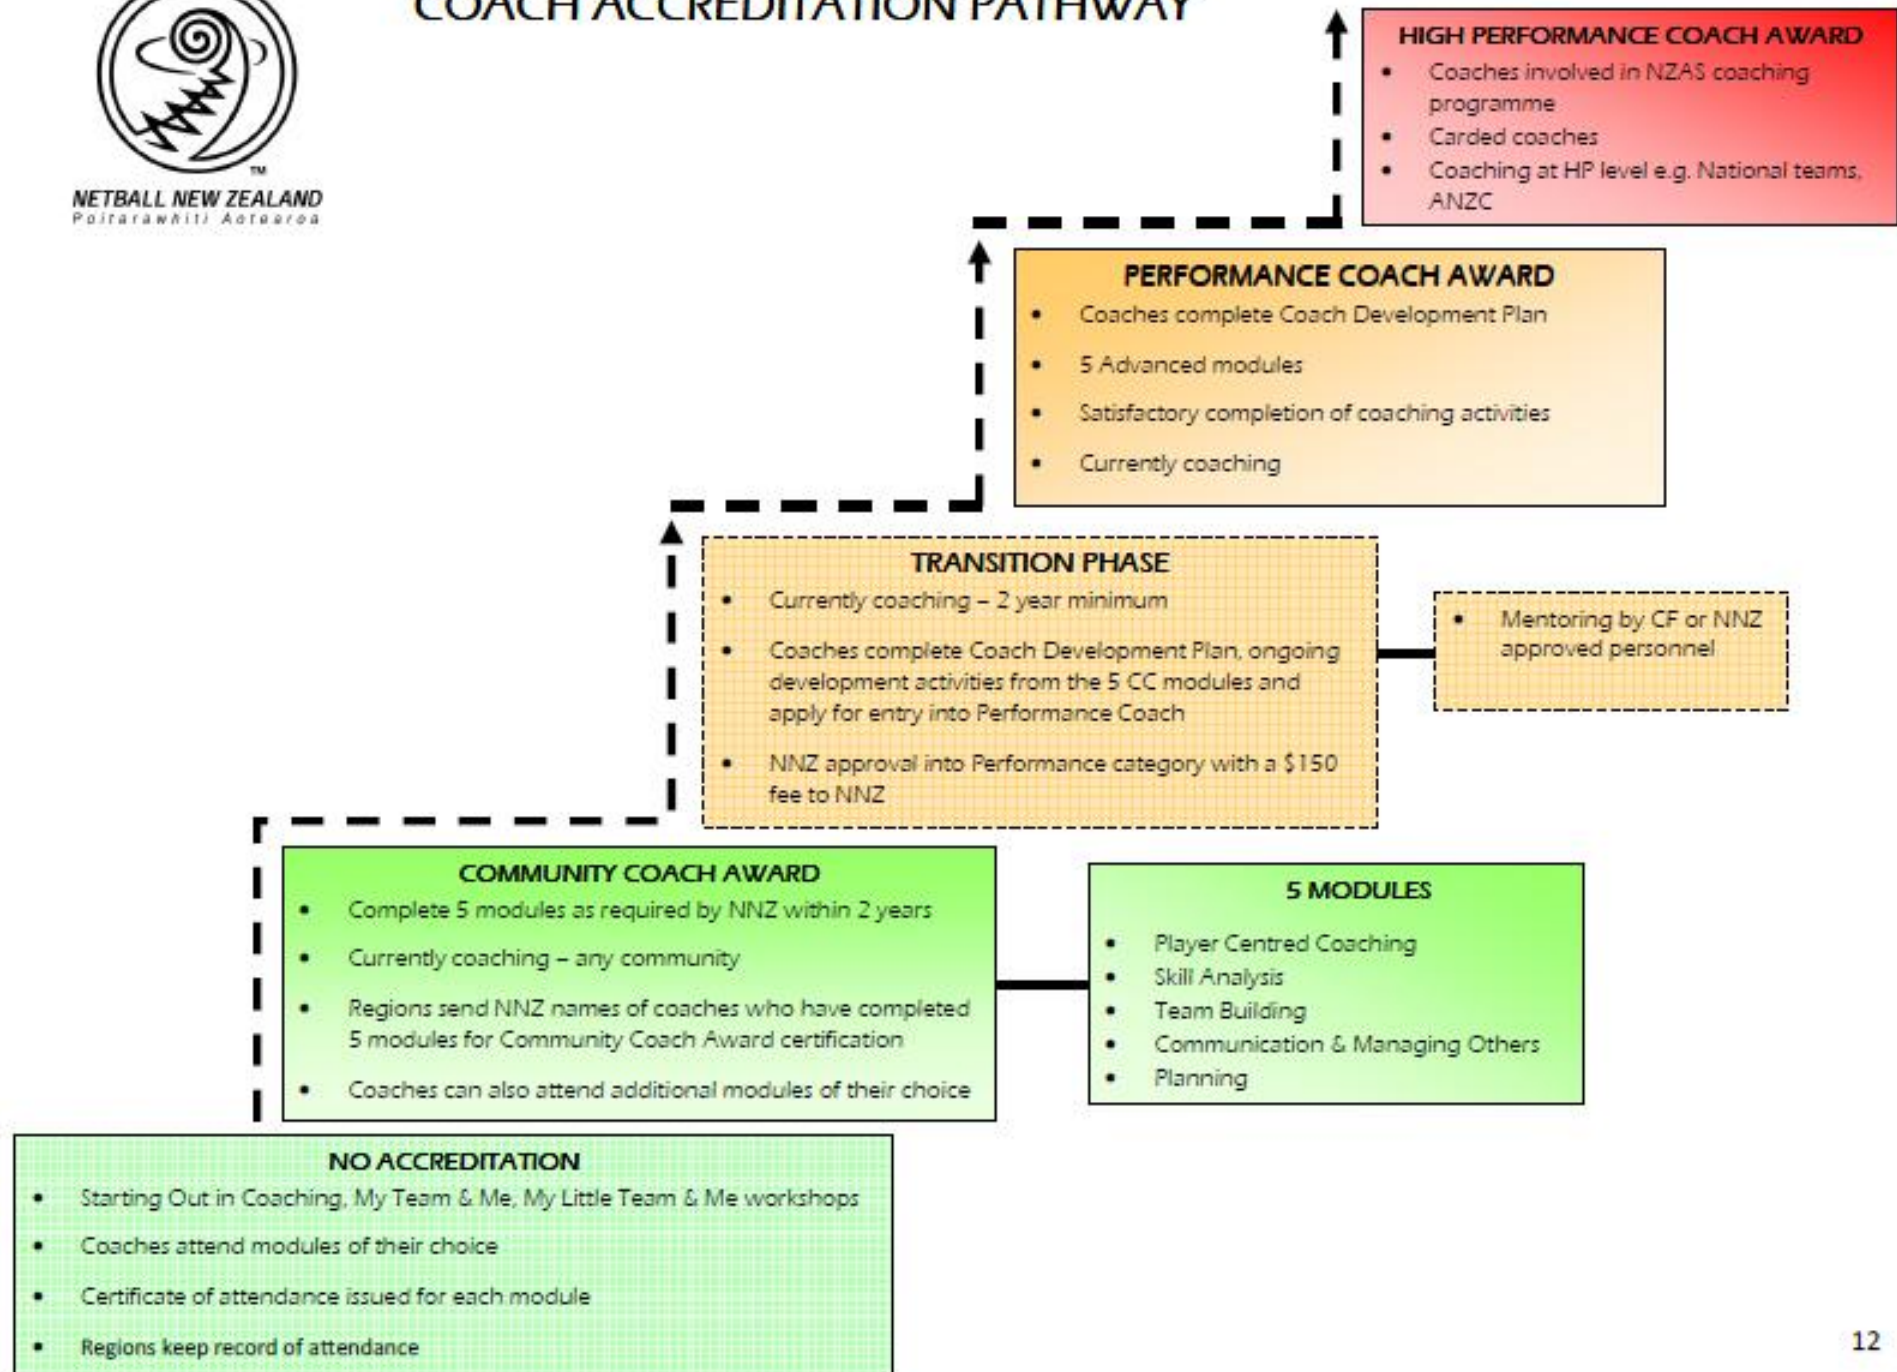 COACH ACCREDITATION PATHWAY
TM
NETBALL NEW ZEALAND
Poitarawhiti Aotearoa
HIGH PERFORMANCE COACH AWARD
• Coaches involved in NZAS coaching
programme
• Carded coaches
• Coaching at HP level e.g. National teams,
ANZC
PERFORMANCE COACH AWARD
• Coaches complete Coach Development Plan
• 5 Advanced modules
• Satisfactory completion of coaching activities
• Currently coaching
TRANSITION PHASE
• Currently coaching – 2 year minimum
• Coaches complete Coach Development Plan, ongoing
development activities from the 5 CC modules and
apply for entry into Performance Coach
• NNZ approval into Performance category with a $150
fee to NNZ
• Mentoring by CF or NNZ
approved personnel
COMMUNITY COACH AWARD
• Complete 5 modules as required by NNZ within 2 years
• Currently coaching – any community
• Regions send NNZ names of coaches who have completed
5 modules for Community Coach Award certification
• Coaches can also attend additional modules of their choice
5 MODULES
• Player Centred Coaching
• Skill Analysis
• Team Building
• Communication & Managing Others
• Planning
NO ACCREDITATION
• Starting Out in Coaching, My Team & Me, My Little Team & Me workshops
• Coaches attend modules of their choice
• Certificate of attendance issued for each module
• Regions keep record of attendance
12